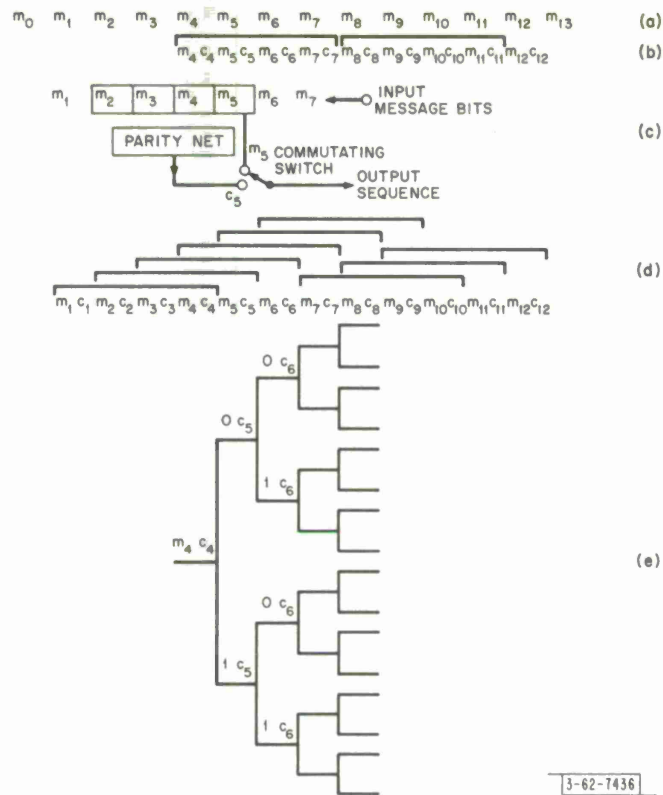 m0 m1 m2 m3 m4 m5 m6 m7 m8 m9 m10 m11 m12 m13 (a)
m4 c4 m5 c5 m6 c6 m7 c7 m8 c8 m9 c9 m10 c10 m11 c11 m12 c12 (b)
m1 m2 m3 m4 m5 m6 m7 INPUT
MESSAGE BITS
PARITY NET (c)
m5 COMMUTATING
SWITCH
OUTPUT
SEQUENCE
c5
(d)
m1 c1 m2 c2 m3 c3 m4 c4 m5 c5 m6 c6 m7 c7 m8 c8 m9 c9 m10 c10 m11 c11 m12 c12
0 c6
0 c5
1 c6
m4 c4
(e)
0 c6
1 c5
1 c6
3-62-7436